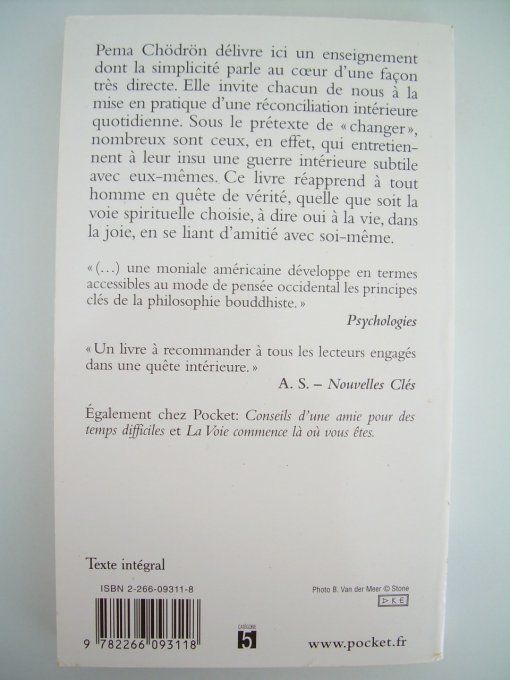 Pema Chödrön délivre ici un enseignement
dont la simplicité parle au cœur d'une façon
très directe. Elle invite chacun de nous à la
mise en pratique d'une réconciliation intérieure
quotidienne. Sous le prétexte de « changer »,
nombreux sont ceux, en effet, qui entretien-
nent à leur insu une guerre intérieure subtile
avec eux-mêmes. Ce livre réapprend à tout
homme en quête de vérité, quelle que soit la
voie spirituelle choisie, à dire oui à la vie, dans
la joie, en se liant d'amitié avec soi-même.
« (…) une moniale américaine développe en termes
accessibles au mode de pensée occidental les principes
clés de la philosophie bouddhiste. »
Psychologies
« Un livre à recommander à tous les lecteurs engagés
dans une quête intérieure. »
A. S. – Nouvelles Clés
Également chez Pocket: Conseils d'une amie pour des
temps difficiles et La Voie commence là où vous êtes.
Texte intégral
ISBN 2-266-09311-8
9 782266 093118
CATÉGORIE
5
Photo B. Van der Meer © Stone
DKE
www.pocket.fr